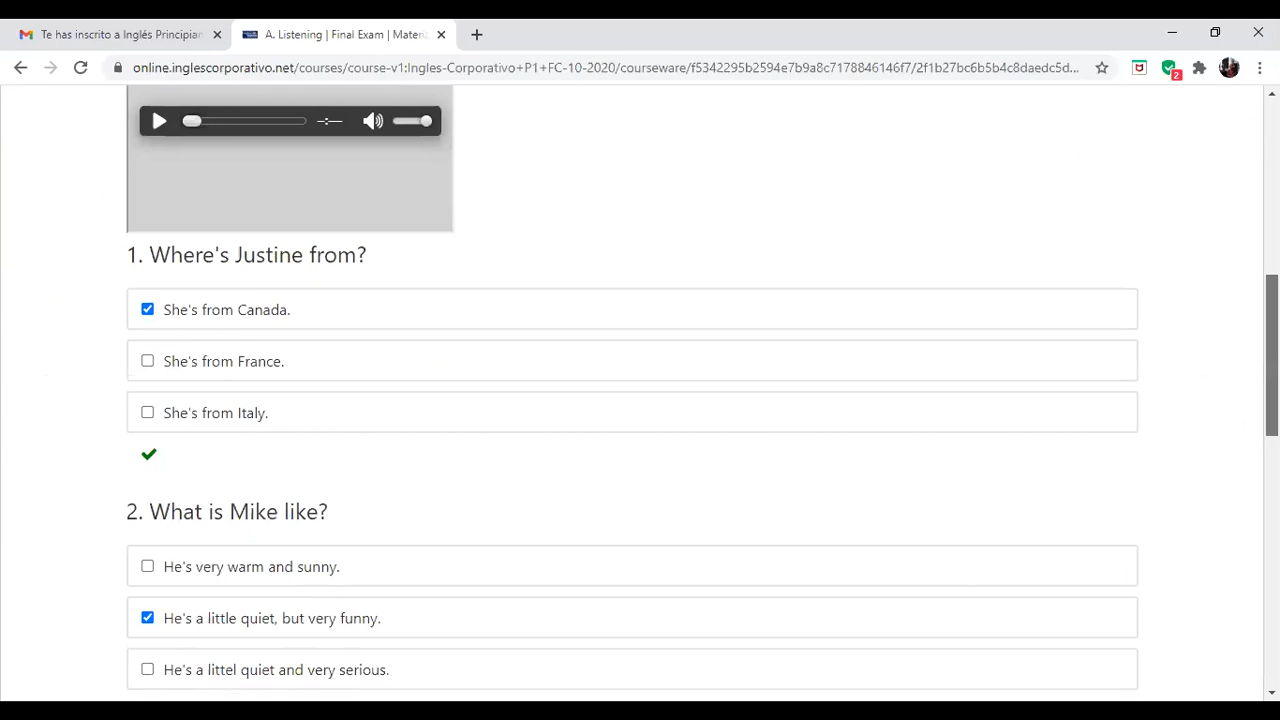 Te has inscrito a Inglés Principian
A. Listening | Final Exam | Materi
online.inglescorporativo.net/courses/course-v1:Ingles-Corporativo+P1+FC-10-2020/courseware/f5342295b2594e7b9a8c7178846146f7/2f1b27bc6b5b4c8daedc5d...
2
-:--
1. Where's Justine from?
She's from Canada.
She's from France.
She's from Italy.
2. What is Mike like?
He's very warm and sunny.
He's a little quiet, but very funny.
He's a littel quiet and very serious.